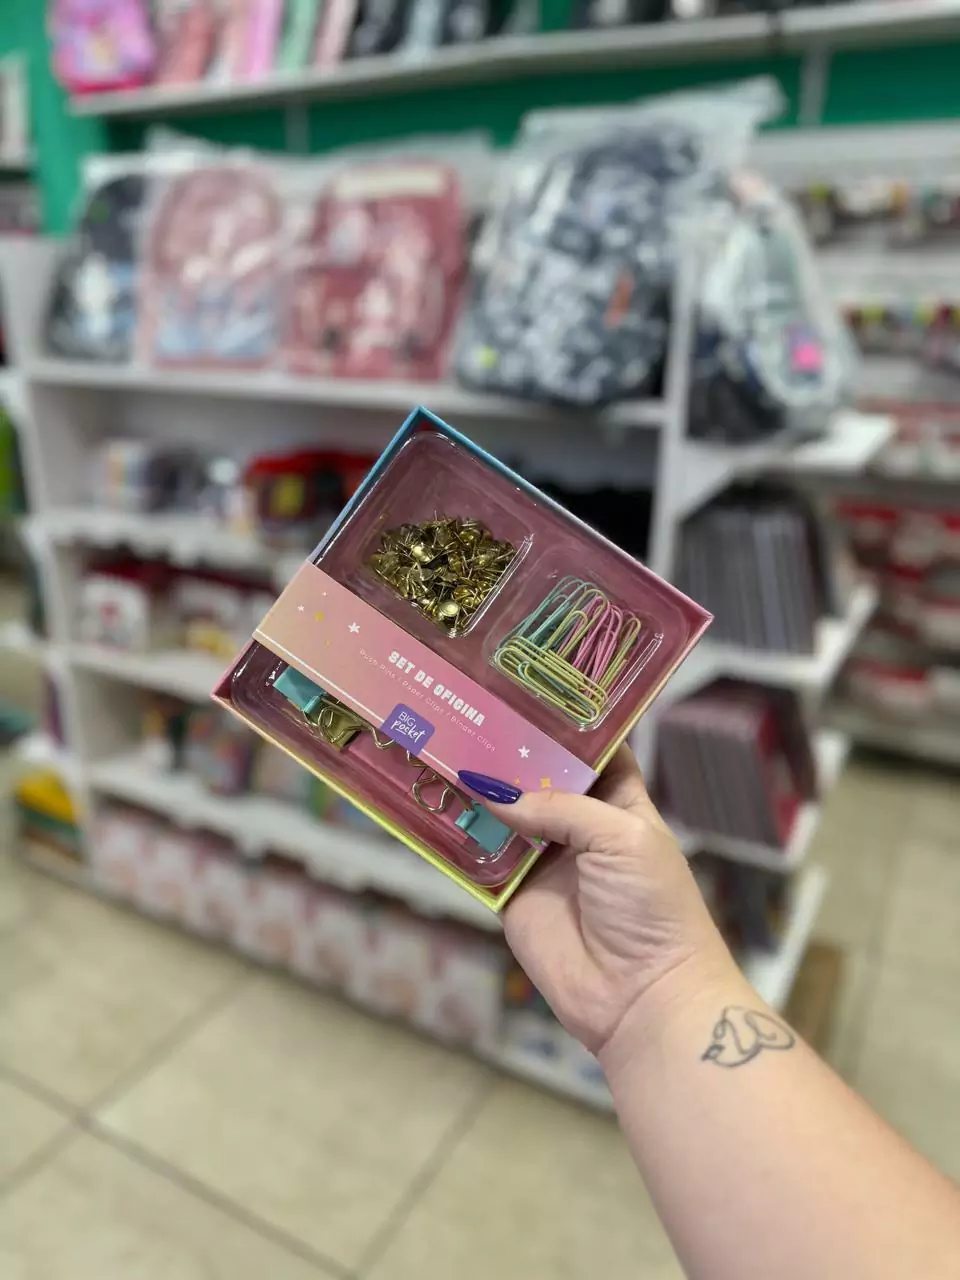 SET DE OFICINA
Push Pins / Paper Clips / Binder Clips
BIG
pocket